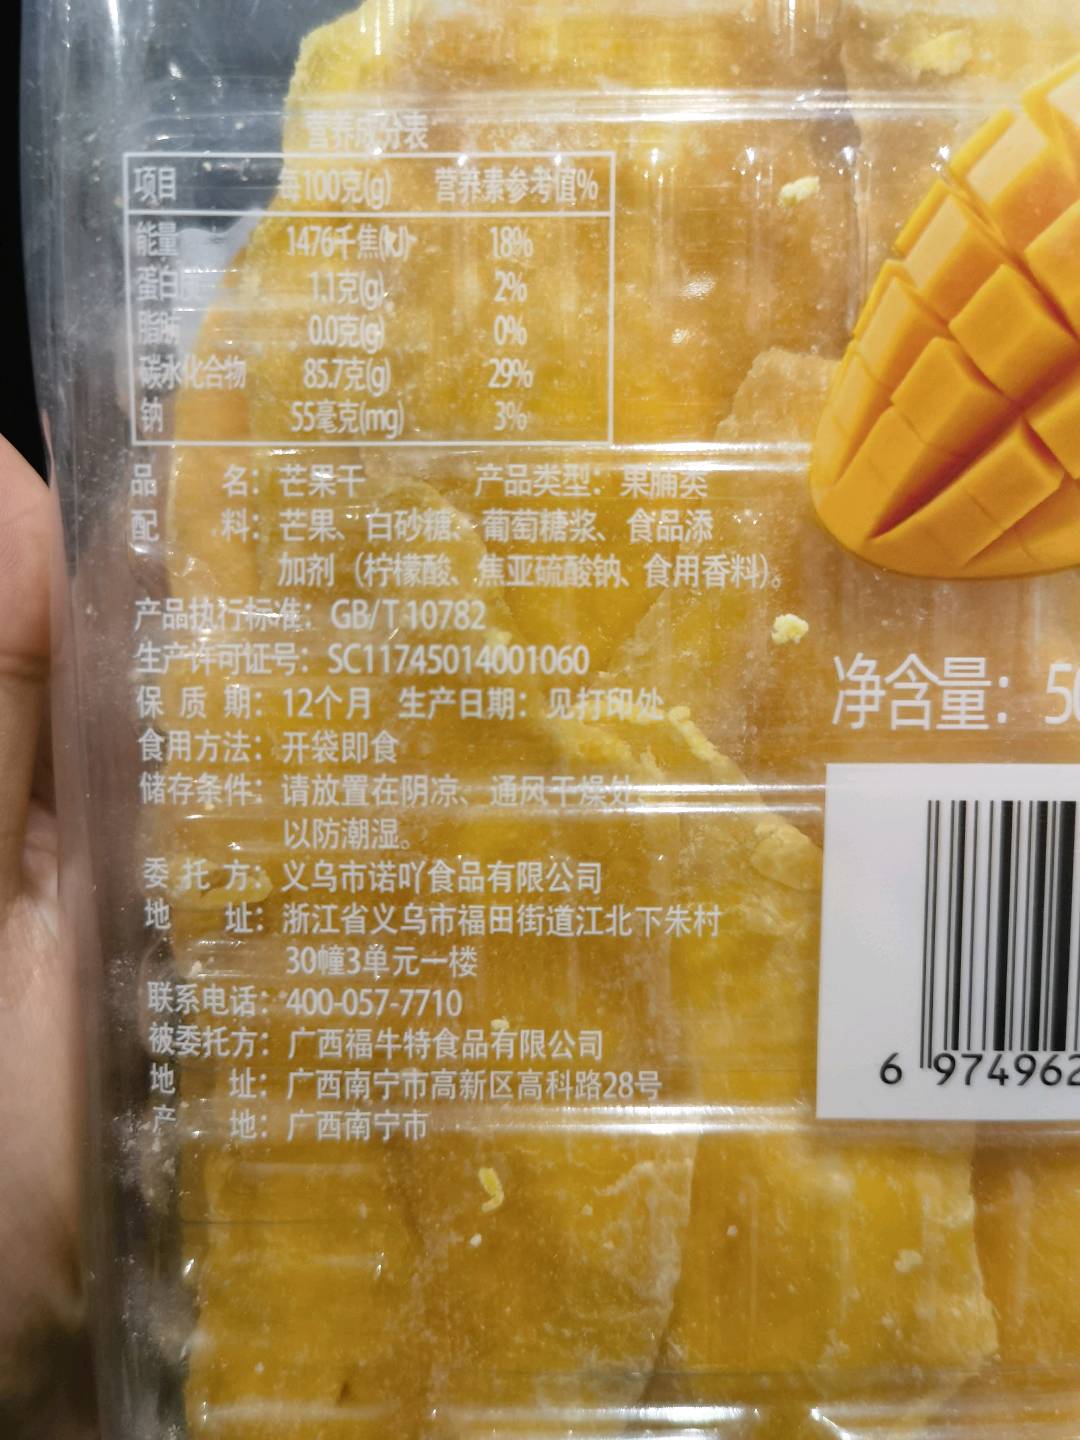 营养成分表
项目 每100克(g) 营养素参考值%
能量 1476千焦(kJ) 18%
蛋白质 1.1克(g) 2%
脂肪 0.0克(g) 0%
碳水化合物 85.7克(g) 29%
钠 55毫克(mg) 3%
品 名：芒果干 产品类型：果脯类
配 料：芒果、白砂糖、葡萄糖浆、食品添
加剂（柠檬酸、焦亚硫酸钠、食用香料）。
产品执行标准：GB/T 10782
生产许可证号：SC11745014001060
保 质 期：12个月 生产日期：见打印处
食用方法：开袋即食
储存条件：请放置在阴凉、通风干燥处，
以防潮湿。
委 托 方：义乌市诺吖食品有限公司
地 址：浙江省义乌市福田街道江北下朱村
30幢3单元一楼
联系电话：400-057-7710
被委托方：广西福牛特食品有限公司
地 址：广西南宁市高新区高科路28号
产 地：广西南宁市
净含量：50
6 974962